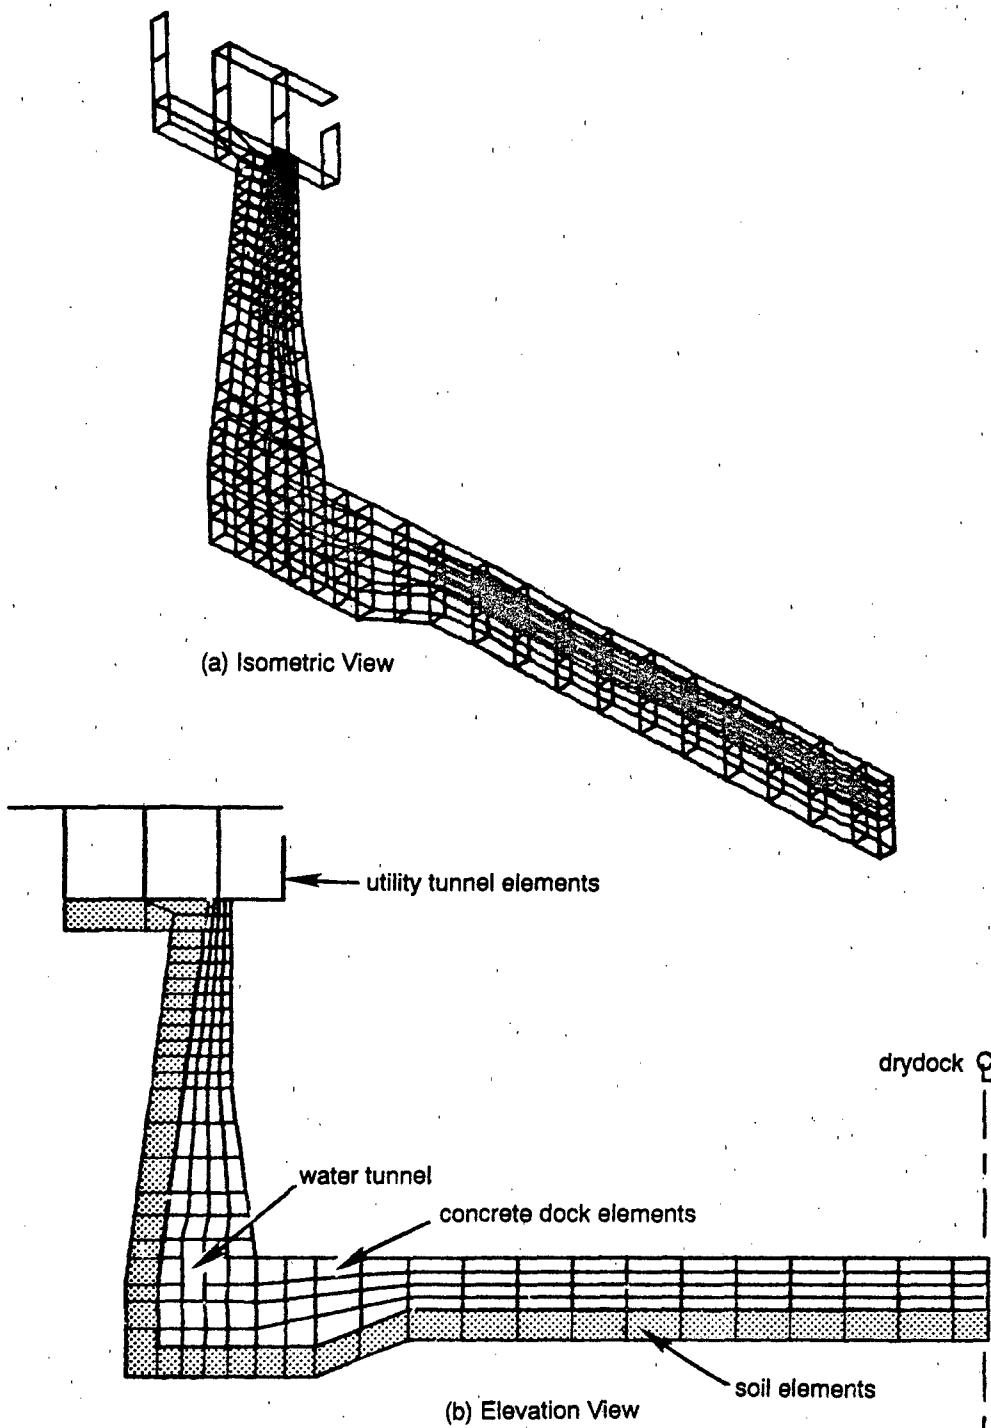 (a) Isometric View
utility tunnel elements
drydock ℄
water tunnel
concrete dock elements
soil elements
(b) Elevation View